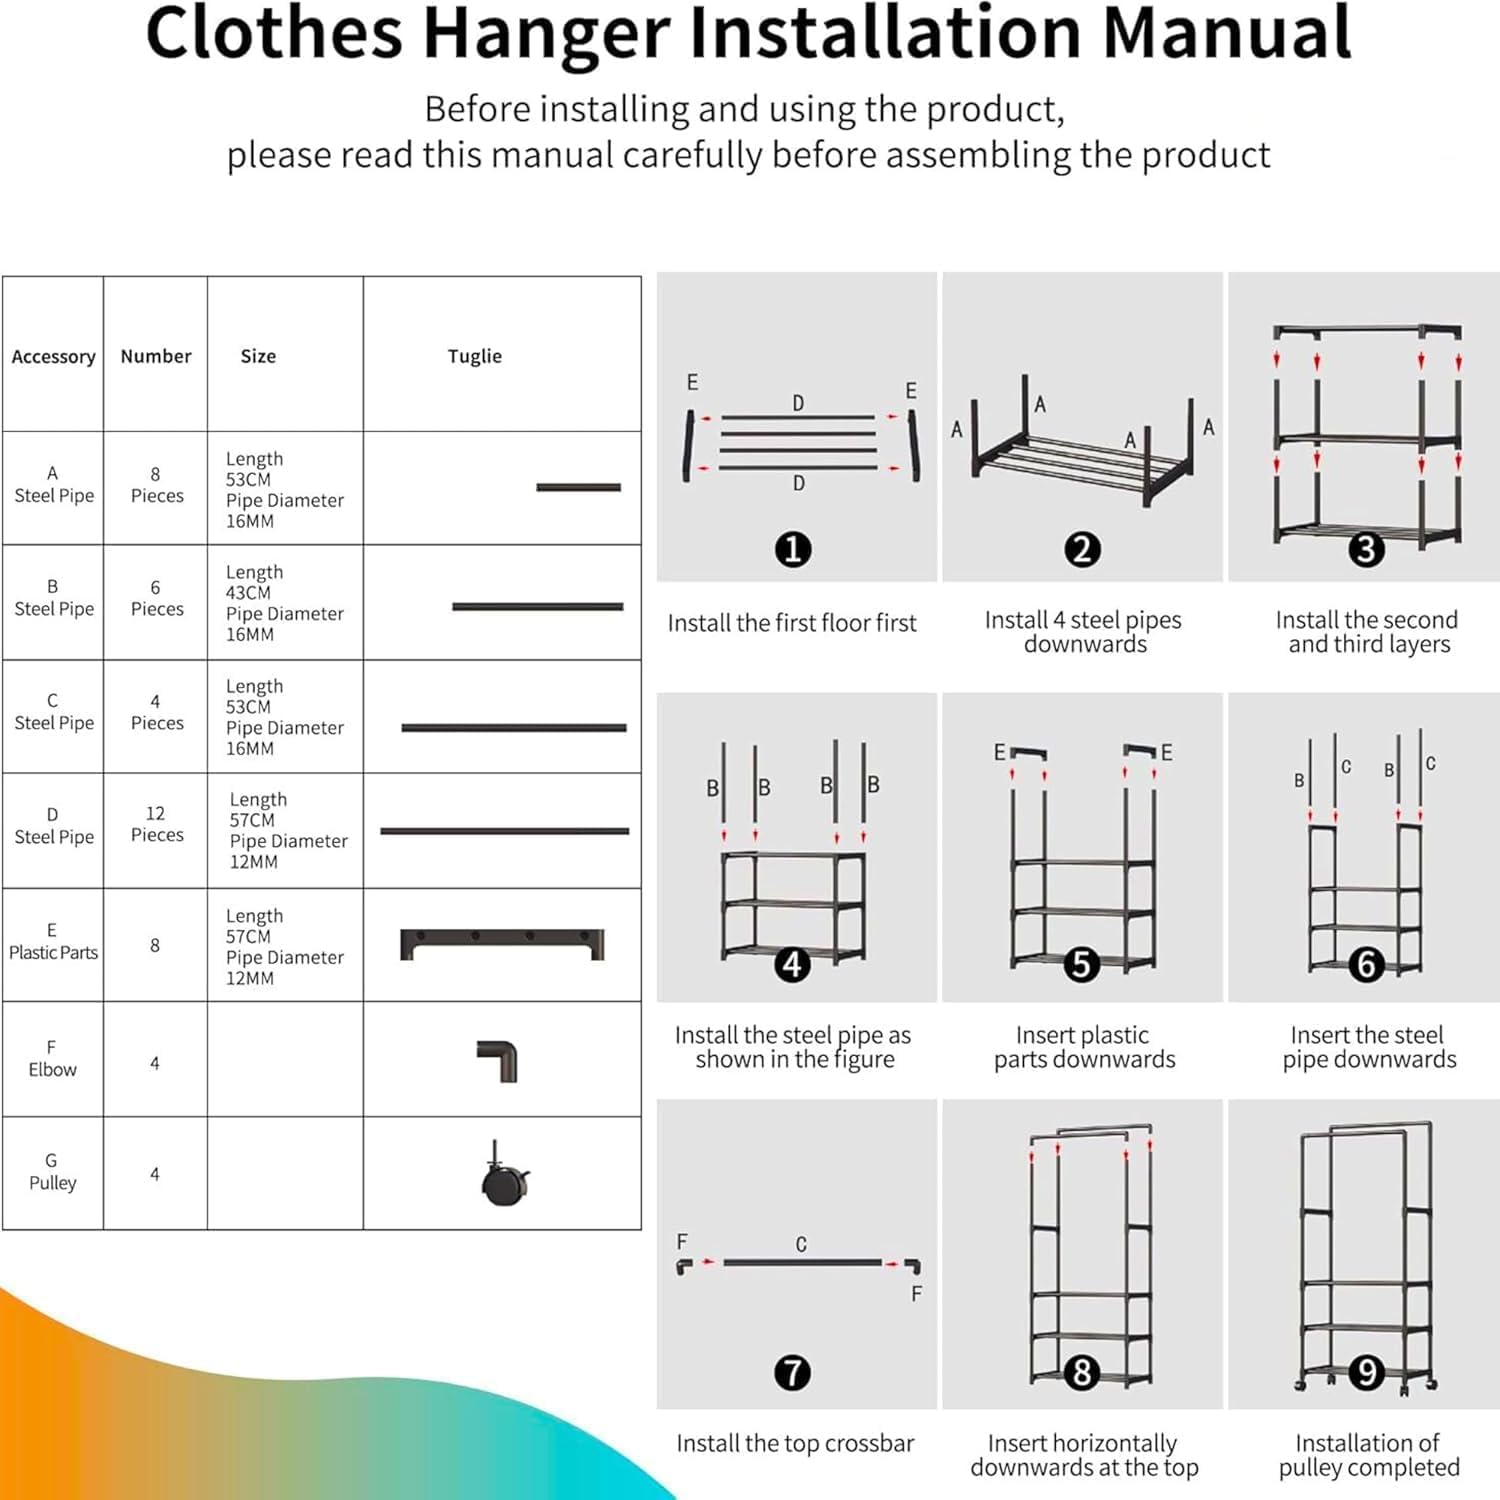 Clothes Hanger Installation Manual
Before installing and using the product,
please read this manual carefully before assembling the product
Accessory Number Size Tuglie
A
Steel Pipe
8
Pieces
Length
53CM
Pipe Diameter
16MM
B
Steel Pipe
6
Pieces
Length
43CM
Pipe Diameter
16MM
C
Steel Pipe
4
Pieces
Length
53CM
Pipe Diameter
16MM
D
Steel Pipe
12
Pieces
Length
57CM
Pipe Diameter
12MM
E
Plastic Parts
8
Length
57CM
Pipe Diameter
12MM
F
Elbow
4
G
Pulley
4
E D E
D
1
Install the first floor first
A A A A
2
Install 4 steel pipes
downwards
3
Install the second
and third layers
B B B B
4
Install the steel pipe as
shown in the figure
E E
5
Insert plastic
parts downwards
B C B C
6
Insert the steel
pipe downwards
F C
F
7
Install the top crossbar
8
Insert horizontally
downwards at the top
9
Installation of
pulley completed